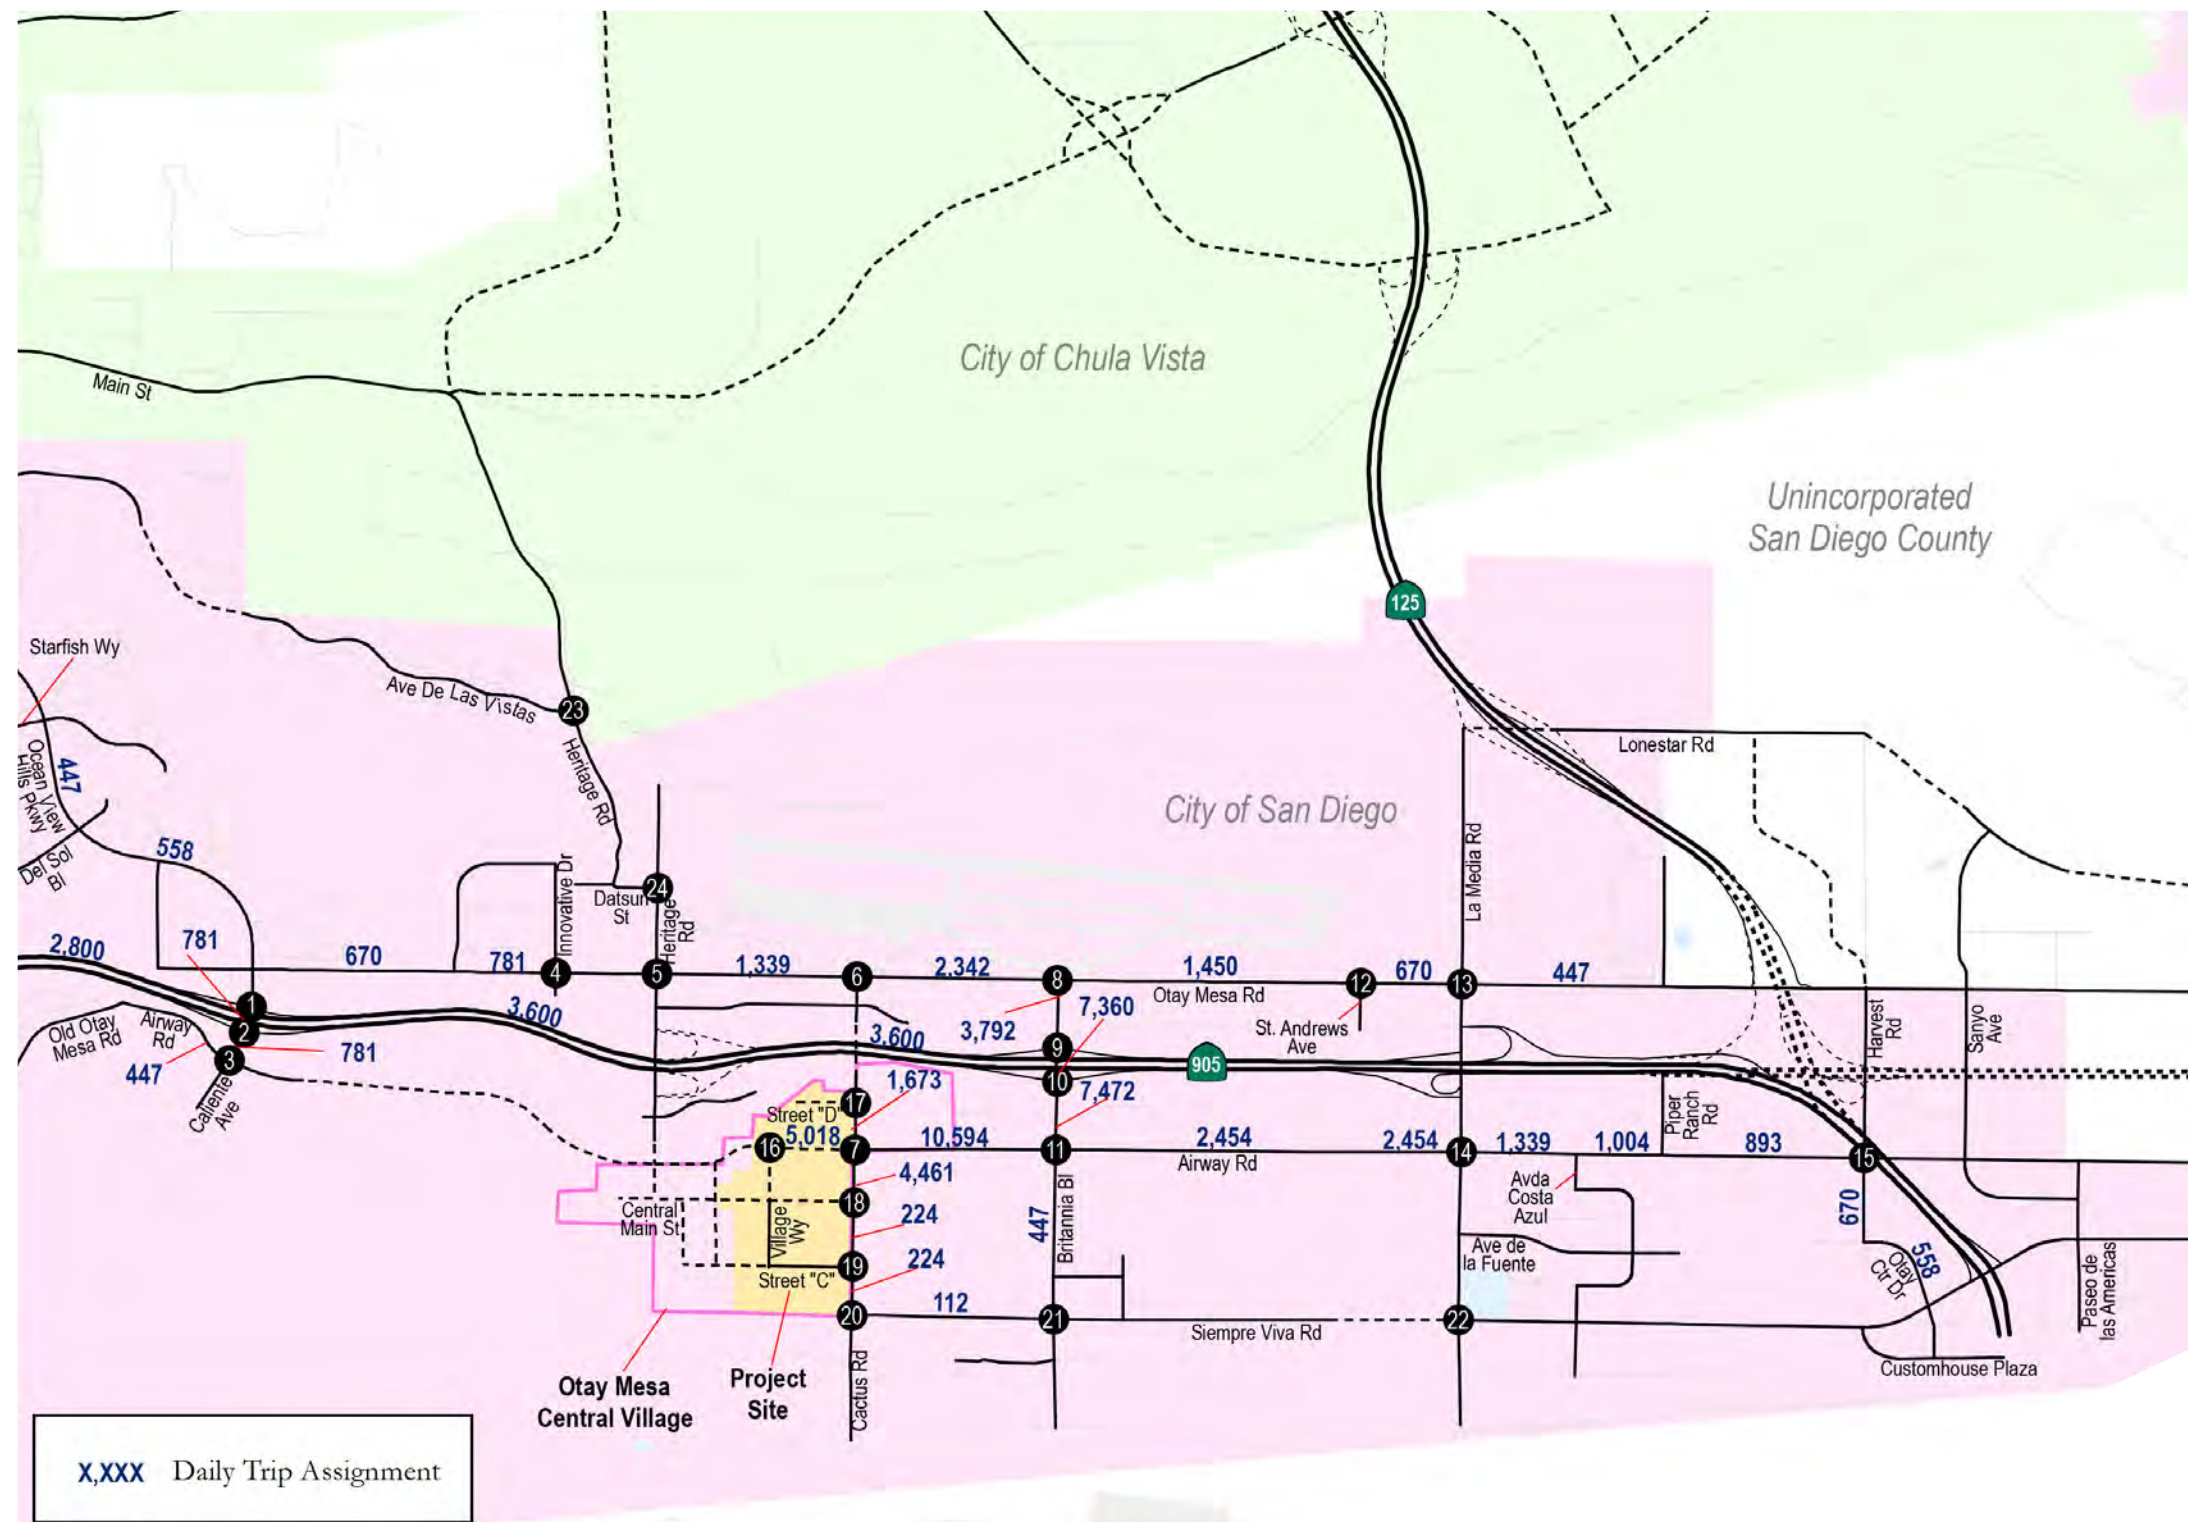 City of Chula Vista
Main St
Unincorporated
San Diego County
125
Starfish Wy
Ave De Las Vistas
23
Heritage Rd
Ocean View
Hills Pkwy
447
Del Sol
Bl
558
City of San Diego
Lonestar Rd
La Media Rd
Innovative Dr
Datsun
St
24
Heritage
Rd
2,800
781
670
781
4
5
1,339
6
2,342
8
1,450
12
670
13
447
Otay Mesa Rd
1
2
3
Old Otay
Mesa Rd
Airway
Rd
447
781
Caliente
Ave
3,600
3,600
3,792
7,360
9
10
905
St. Andrews
Ave
Harvest
Rd
Sanyo
Ave
1,673
7,472
17
Street "D"
16
5,018
7
10,594
11
2,454
Airway Rd
2,454
14
1,339
1,004
Piper
Ranch
Rd
893
15
4,461
18
Central
Main St
Village
Wy
224
19
Street "C"
224
447
Britannia Bl
Avda
Costa
Azul
Ave de
la Fuente
670
558
Otay
Ctr Dr
Paseo de
las Americas
20
112
21
Siempre Viva Rd
22
Customhouse Plaza
Otay Mesa
Central Village
Project
Site
Cactus Rd
X,XXX Daily Trip Assignment